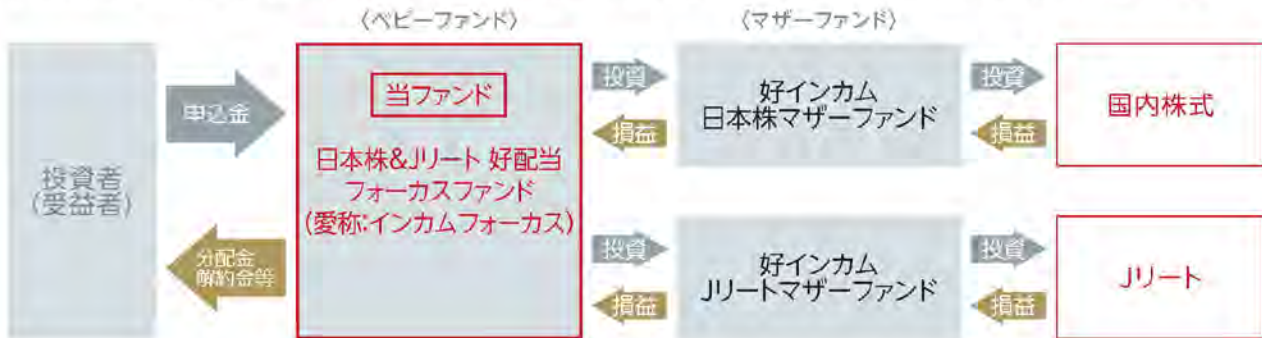 〈ベビーファンド〉
〈マザーファンド〉
投資者
(受益者)
申込金
分配金
解約金等
当ファンド
日本株&Jリート 好配当
フォーカスファンド
(愛称:インカムフォーカス)
投資
損益
投資
損益
好インカム
日本株マザーファンド
好インカム
Jリートマザーファンド
投資
損益
投資
損益
国内株式
Jリート